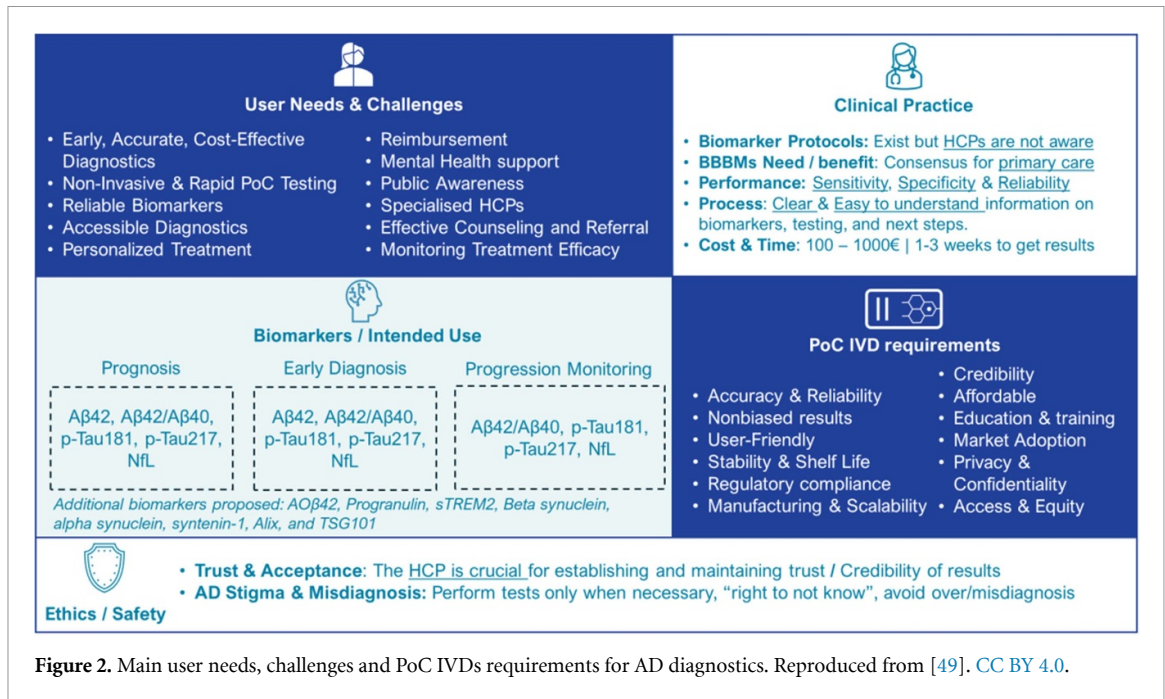 User Needs & Challenges
• Early, Accurate, Cost-Effective
Diagnostics
• Non-Invasive & Rapid PoC Testing
• Reliable Biomarkers
• Accessible Diagnostics
• Personalized Treatment
• Reimbursement
• Mental Health support
• Public Awareness
• Specialised HCPs
• Effective Counseling and Referral
• Monitoring Treatment Efficacy
Clinical Practice
• Biomarker Protocols: Exist but HCPs are not aware
• BBBMs Need / benefit: Consensus for primary care
• Performance: Sensitivity, Specificity & Reliability
• Process: Clear & Easy to understand information on
biomarkers, testing, and next steps.
• Cost & Time: 100 – 1000€ | 1-3 weeks to get results
Biomarkers / Intended Use
Prognosis
Aβ42, Aβ42/Aβ40,
p-Tau181, p-Tau217,
NfL
Early Diagnosis
Aβ42, Aβ42/Aβ40,
p-Tau181, p-Tau217,
NfL
Progression Monitoring
Aβ42/Aβ40, p-Tau181,
p-Tau217, NfL
Additional biomarkers proposed: AOβ42, Progranulin, sTREM2, Beta synuclein,
alpha synuclein, syntenin-1, Alix, and TSG101
PoC IVD requirements
• Accuracy & Reliability
• Nonbiased results
• User-Friendly
• Stability & Shelf Life
• Regulatory compliance
• Manufacturing & Scalability
• Credibility
• Affordable
• Education & training
• Market Adoption
• Privacy &
Confidentiality
• Access & Equity
Ethics / Safety
• Trust & Acceptance: The HCP is crucial for establishing and maintaining trust / Credibility of results
• AD Stigma & Misdiagnosis: Perform tests only when necessary, “right to not know”, avoid over/misdiagnosis
Figure 2. Main user needs, challenges and PoC IVDs requirements for AD diagnostics. Reproduced from [49]. CC BY 4.0.